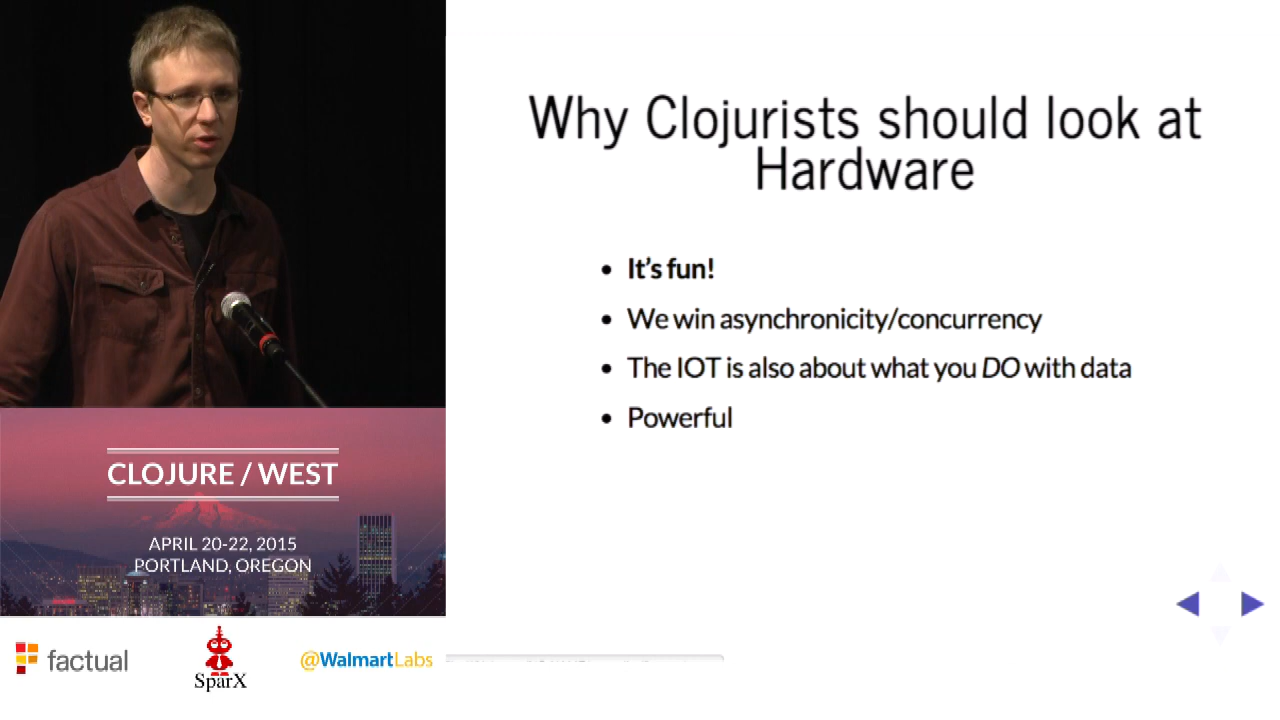 Why Clojurists should look at
Hardware
It's fun!
We win asynchronicity/concurrency
The IOT is also about what you DO with data
Powerful
CLOJURE / WEST
APRIL 20-22, 2015
PORTLAND, OREGON
factual
SparX
@WalmartLabs